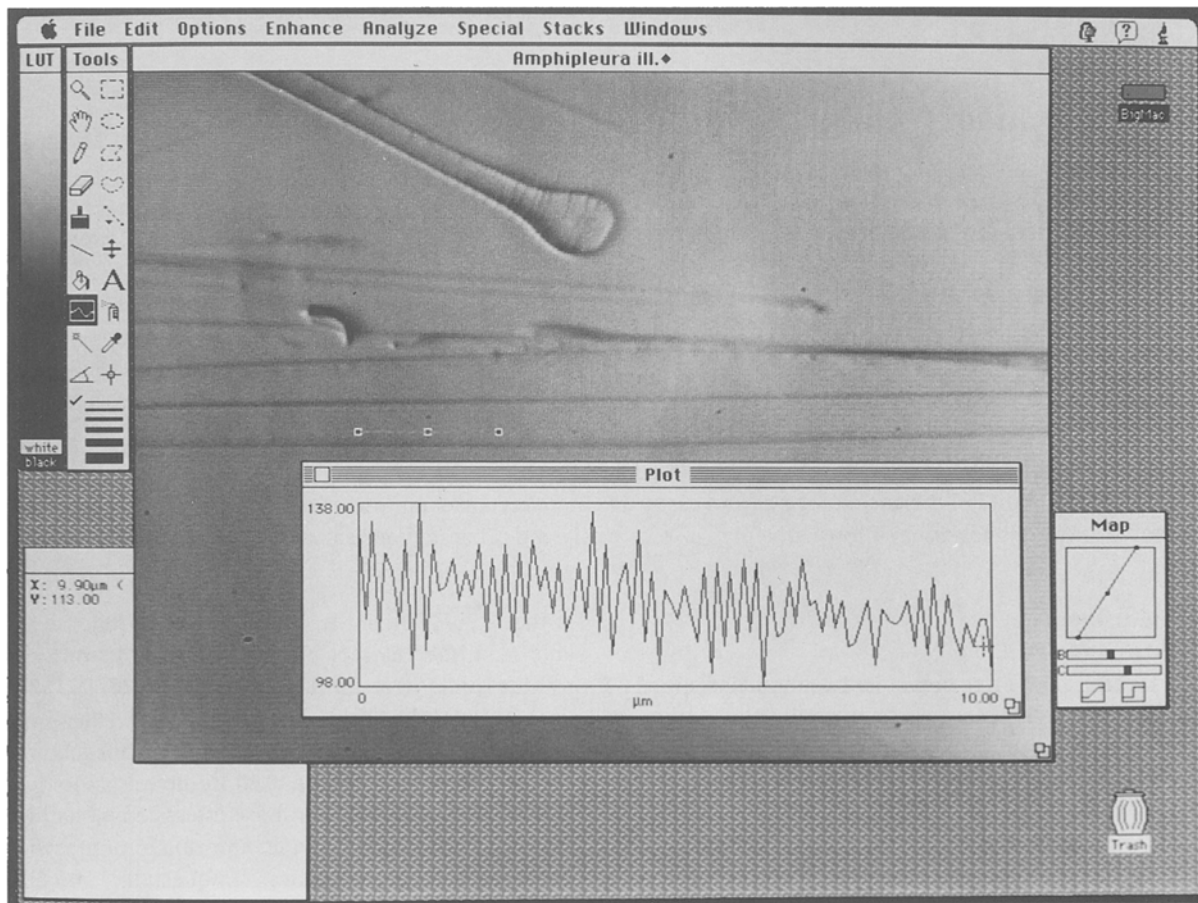 File Edit Options Enhance Analyze Special Stacks Windows
LUT
Tools
Amphipleura ill.◆
BigMac
A
white
black
Plot
138.00
98.00
0
µm
10.00
X: 9.90µm <
Y:113.00
Map
B
C
Trash